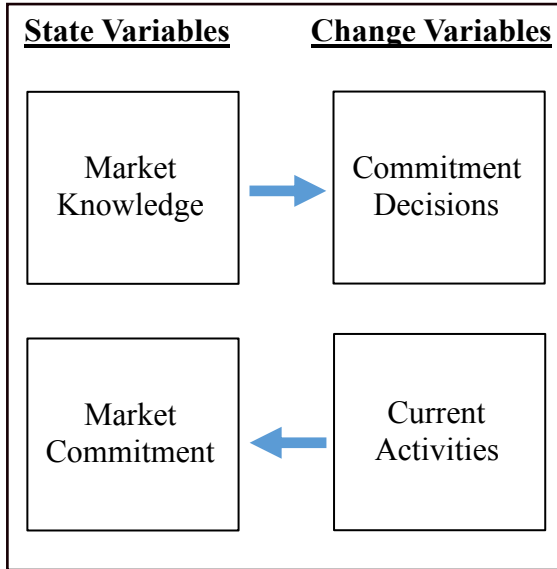 State Variables
Change Variables
Market
Knowledge
Commitment
Decisions
Market
Commitment
Current
Activities